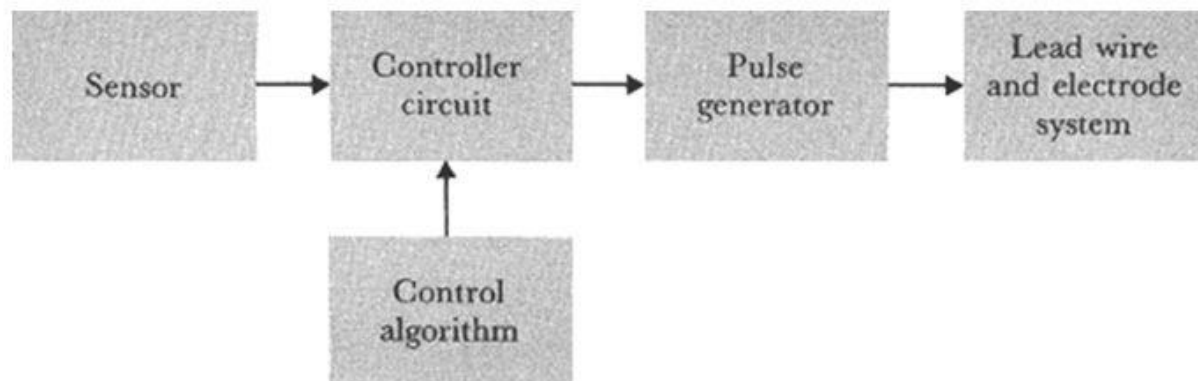 Sensor
Controller
circuit
Pulse
generator
Lead wire
and electrode
system
Control
algorithm